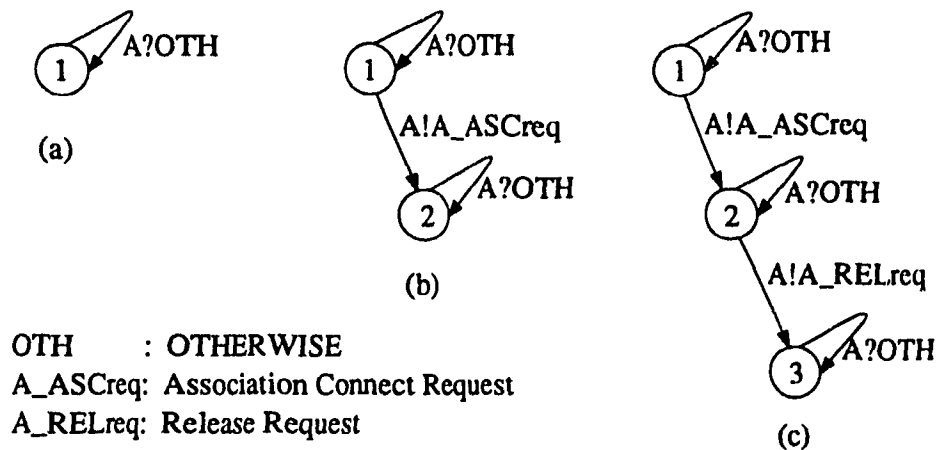 1
A?OTH
(a)
1
A?OTH
A!A_ASCreq
2
A?OTH
(b)
1
A?OTH
A!A_ASCreq
2
A?OTH
A!A_RELreq
3
A?OTH
(c)
OTH : OTHERWISE
A_ASCreq: Association Connect Request
A_RELreq: Release Request